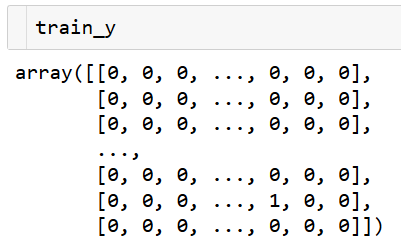 train_y
array([[0, 0, 0, ..., 0, 0, 0],
[0, 0, 0, ..., 0, 0, 0],
[0, 0, 0, ..., 0, 0, 0],
...,
[0, 0, 0, ..., 0, 0, 0],
[0, 0, 0, ..., 1, 0, 0],
[0, 0, 0, ..., 0, 0, 0]])